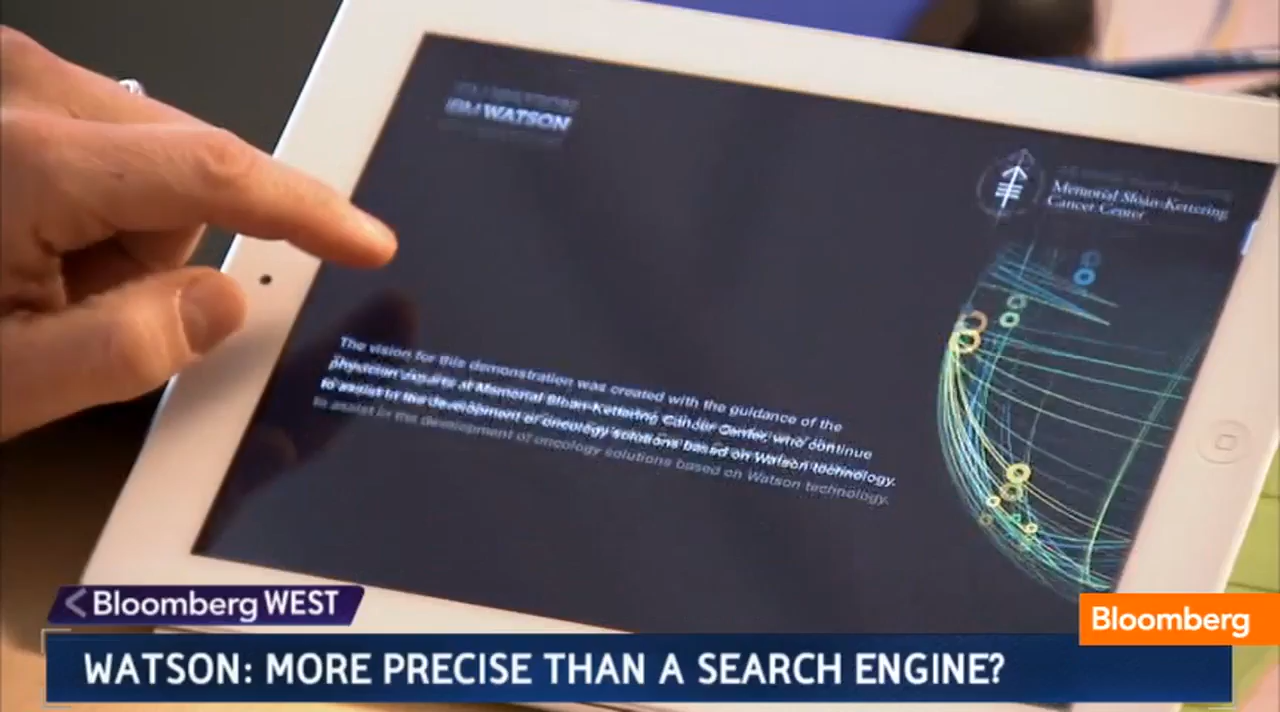 IBM WATSON
Memorial Sloan-Kettering
Cancer Center
The vision for this demonstration was created with the guidance of the
physician experts at Memorial Sloan-Kettering Cancer Center, who continue
to assist in the development of oncology solutions based on Watson technology.
Bloomberg WEST
Bloomberg
WATSON: MORE PRECISE THAN A SEARCH ENGINE?